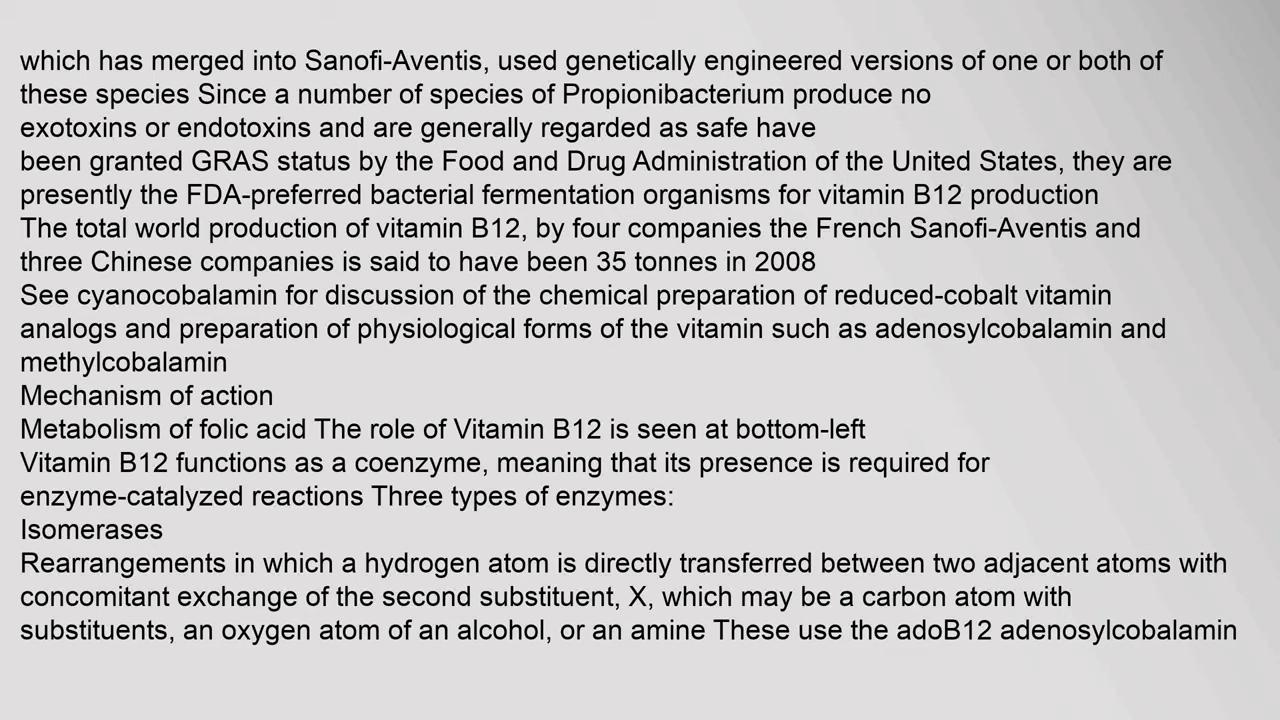 which has merged into Sanofi-Aventis, used genetically engineered versions of one or both of
these species Since a number of species of Propionibacterium produce no
exotoxins or endotoxins and are generally regarded as safe have
been granted GRAS status by the Food and Drug Administration of the United States, they are
presently the FDA-preferred bacterial fermentation organisms for vitamin B12 production
The total world production of vitamin B12, by four companies the French Sanofi-Aventis and
three Chinese companies is said to have been 35 tonnes in 2008
See cyanocobalamin for discussion of the chemical preparation of reduced-cobalt vitamin
analogs and preparation of physiological forms of the vitamin such as adenosylcobalamin and
methylcobalamin
Mechanism of action
Metabolism of folic acid The role of Vitamin B12 is seen at bottom-left
Vitamin B12 functions as a coenzyme, meaning that its presence is required for
enzyme-catalyzed reactions Three types of enzymes:
Isomerases
Rearrangements in which a hydrogen atom is directly transferred between two adjacent atoms with
concomitant exchange of the second substituent, X, which may be a carbon atom with
substituents, an oxygen atom of an alcohol, or an amine These use the adoB12 adenosylcobalamin